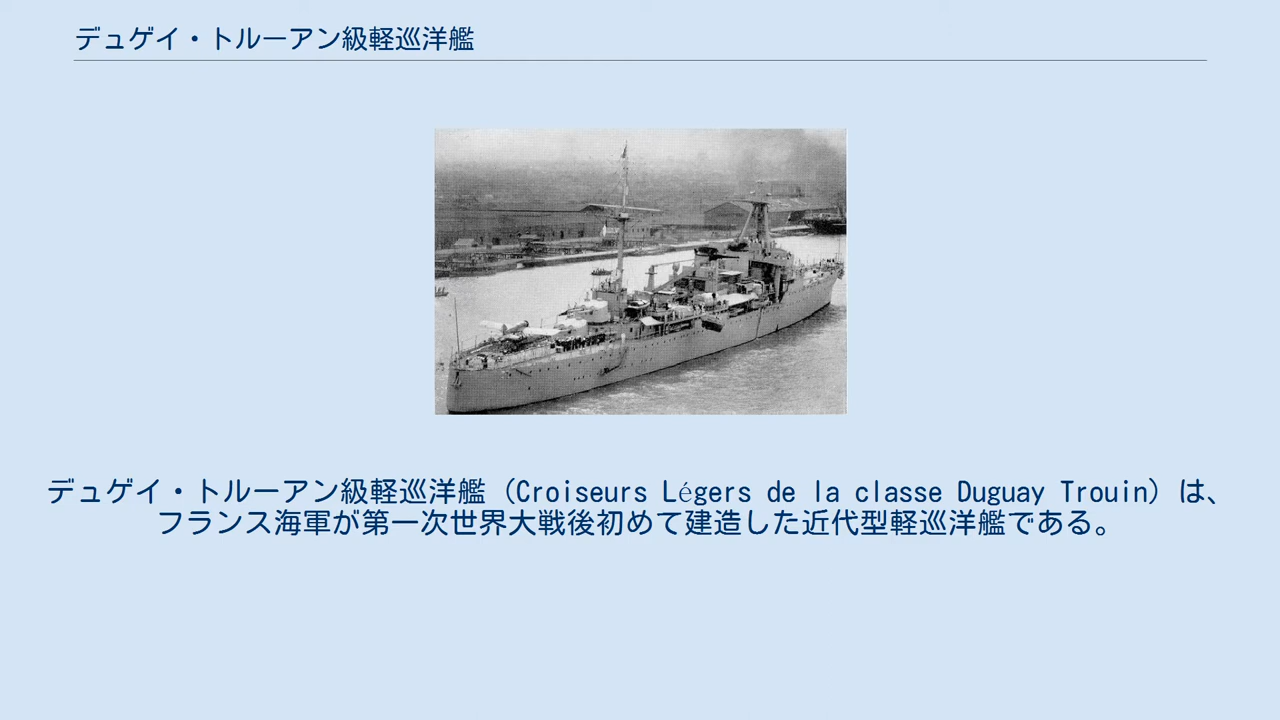 デュゲイ・トルーアン級軽巡洋艦
デュゲイ・トルーアン級軽巡洋艦（Croiseurs Légers de la classe Duguay Trouin）は、
フランス海軍が第一次世界大戦後初めて建造した近代型軽巡洋艦である。